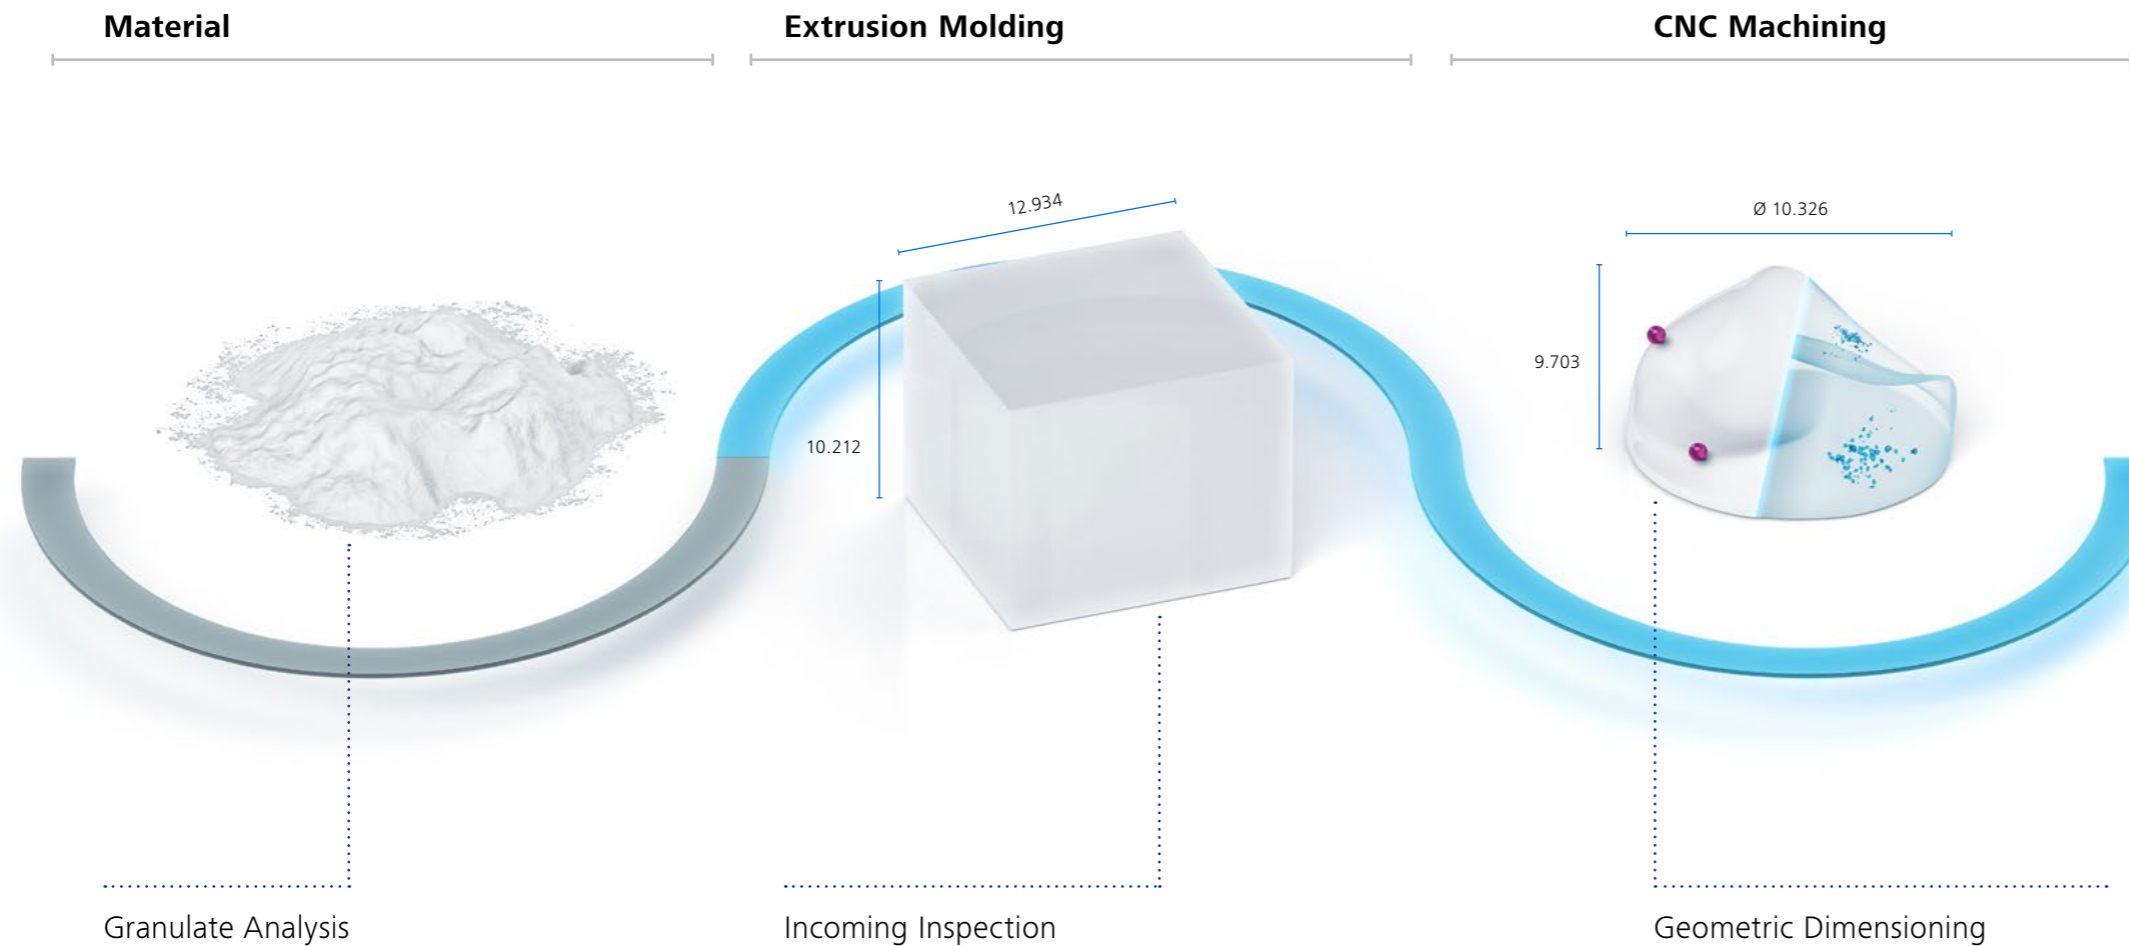 Material
Extrusion Molding
CNC Machining
12.934
Ø 10.326
9.703
10.212
Granulate Analysis
Incoming Inspection
Geometric Dimensioning